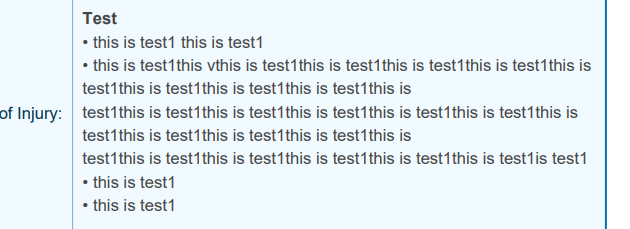 Test
• this is test1 this is test1
• this is test1this vthis is test1this is test1this is test1this is test1this is
test1this is test1this is test1this is test1this is
of Injury:
test1this is test1this is test1this is test1this is test1this is test1this is
test1this is test1this is test1this is test1this is
test1this is test1this is test1this is test1this is test1this is test1is test1
• this is test1
• this is test1